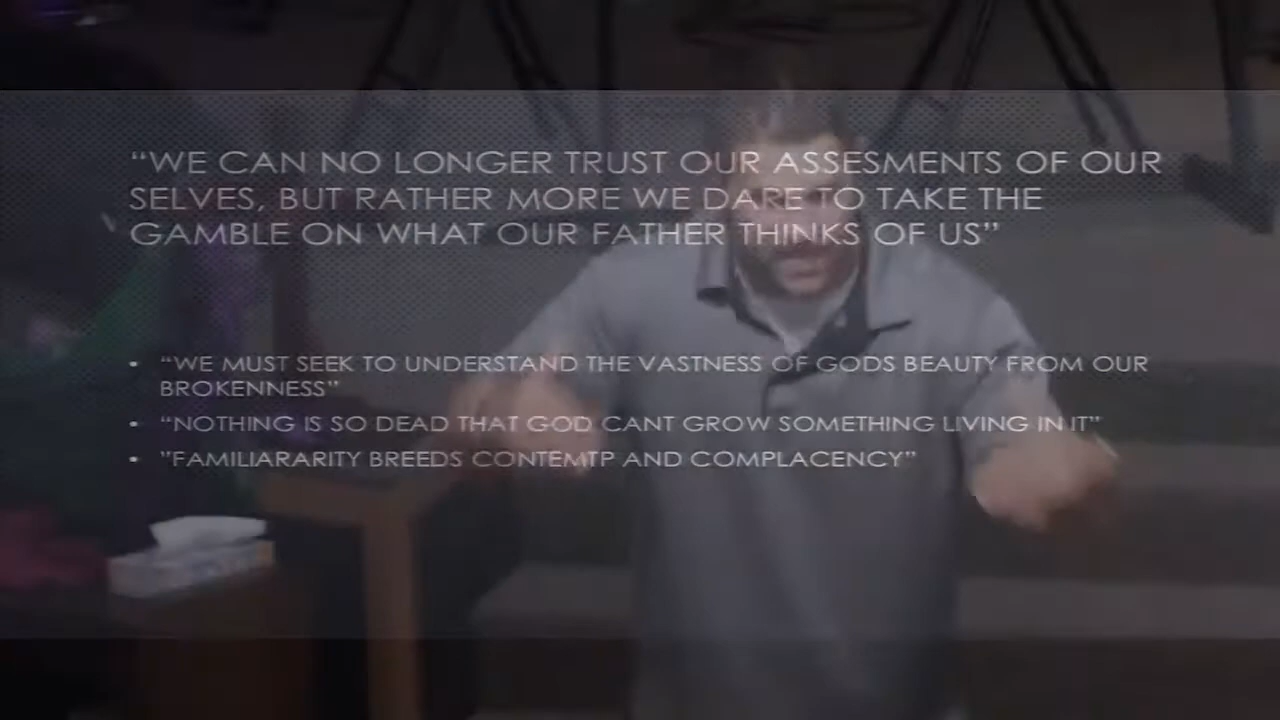 “WE CAN NO LONGER TRUST OUR ASSESMENTS OF OUR
SELVES, BUT RATHER MORE WE DARE TO TAKE THE
GAMBLE ON WHAT OUR FATHER THINKS OF US”
• “WE MUST SEEK TO UNDERSTAND THE VASTNESS OF GODS BEAUTY FROM OUR
BROKENNESS”
• “NOTHING IS SO DEAD THAT GOD CANT GROW SOMETHING LIVING IN IT”
• ”FAMILIARARITY BREEDS CONTEMTP AND COMPLACENCY”